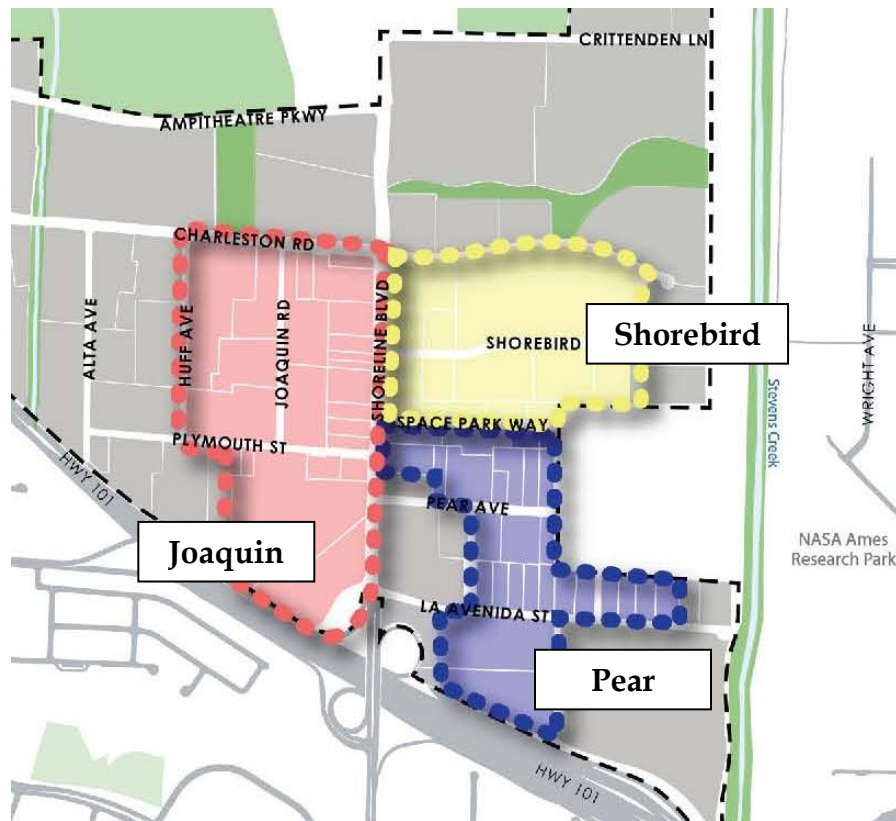 CRITTENDEN LN
AMPITHEATRE PKWY
CHARLESTON RD
ALTA AVE
HUFF AVE
JOAQUIN RD
SHORELINE BLVD
SHOREBIRD
Shorebird
WRIGHT AVE
Stevens Creek
SPACE PARK WAY
PLYMOUTH ST
HWY 101
PEAR AVE
NASA Ames
Research Park
Joaquin
LA AVENIDA ST
Pear
HWY 101